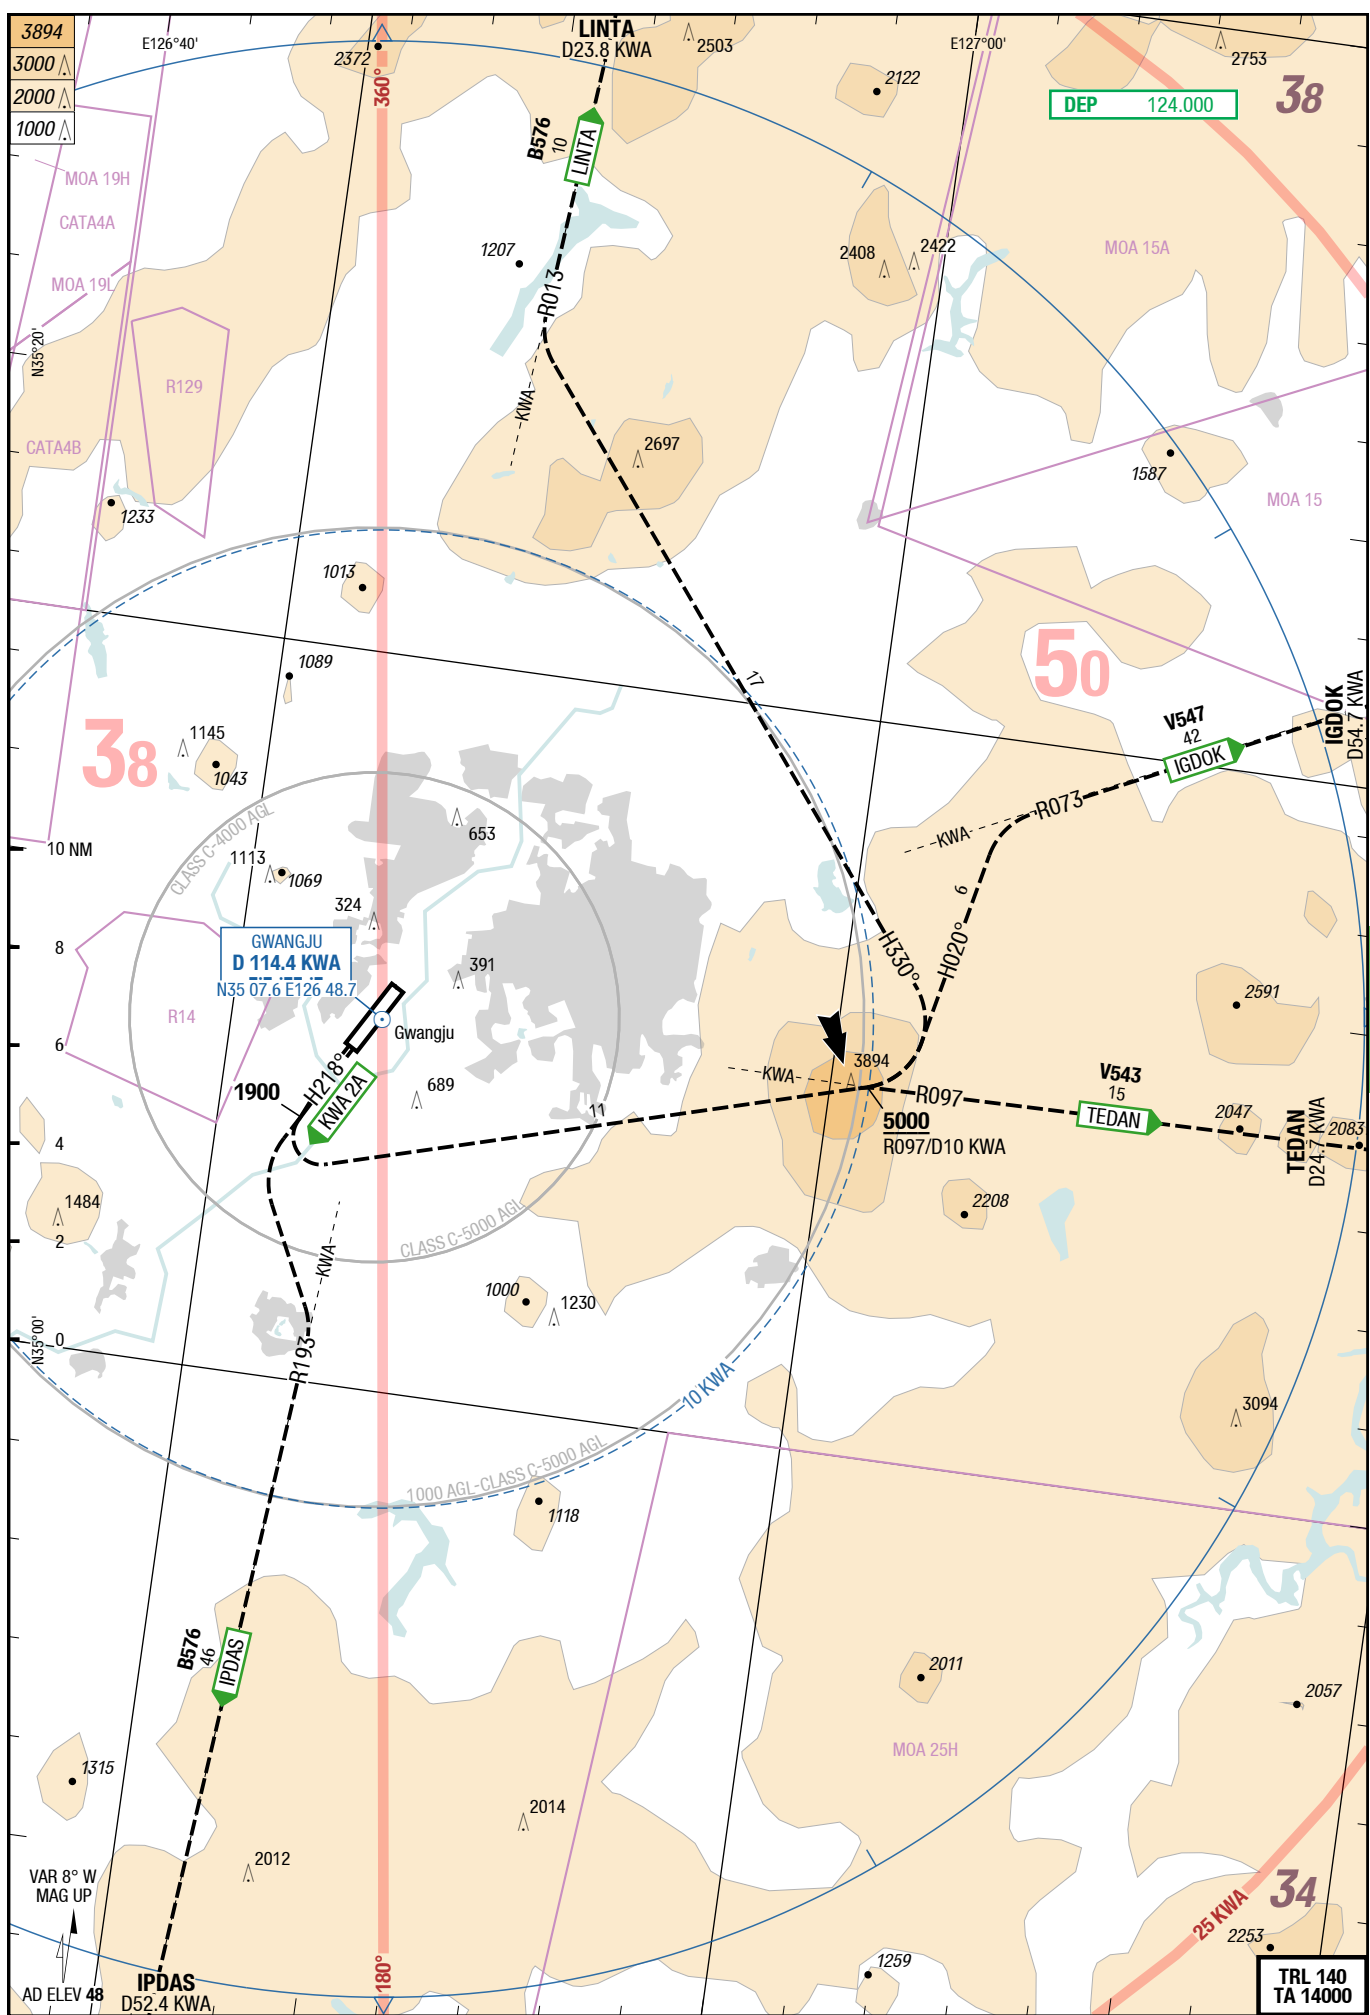 3894
3000
2000
1000
E126°40'
2372
360°
LINTA
D23.8 KWA
2503
E127°00'
2753
2122
DEP 124.000
38
B576
10
LINTA
MOA 19H
CATA4A
MOA 19L
1207
R013
2408
2422
MOA 15A
N35°20'
R129
KWA
CATA4B
2697
1587
MOA 15
1233
1013
1089
17
50
38
1145
1043
V547
42
IGDOK
IGDOK
D54.7 KWA
CLASS C-4000 AGL
653
R073
KWA
10 NM
1113
1069
6
324
H330°
H020°
8
GWANGJU
D 114.4 KWA
N35 07.6 E126 48.7
391
2591
R14
Gwangju
6
3894
KWA
H218°
KWA 2A
689
1900
11
R097
V543
15
TEDAN
5000
R097/D10 KWA
2047
TEDAN
D24.7 KWA
2083
4
1484
2208
2
CLASS C-5000 AGL
KWA
1000
1230
N35°00'
0
R193
10 KWA
3094
1000 AGL-CLASS C-5000 AGL
1118
B576
46
IPDAS
2011
2057
MOA 25H
1315
2014
2012
VAR 8° W
MAG UP
34
25 KWA
2253
1259
180°
AD ELEV 48
IPDAS
D52.4 KWA
TRL 140
TA 14000